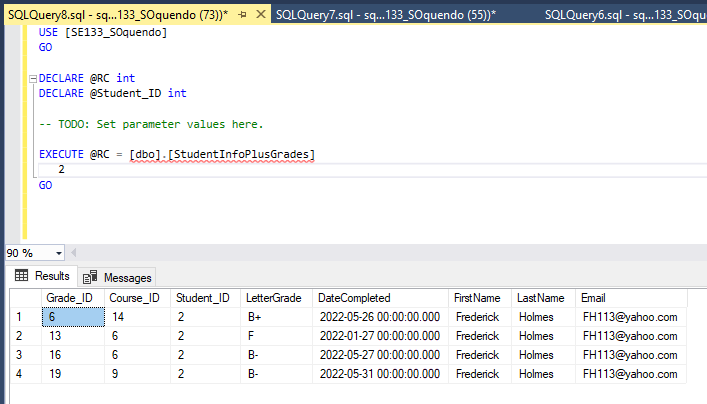 SQLQuery8.sql - sq...133_SOquendo (73))* SQLQuery7.sql - sq...133_SOquendo (55))* SQLQuery6.sql - sq...133_SOque
USE [SE133_SOquendo]
GO
DECLARE @RC int
DECLARE @Student_ID int
-- TODO: Set parameter values here.
EXECUTE @RC = [dbo].[StudentInfoPlusGrades]
2
GO
90 %
Results Messages
Grade_ID Course_ID Student_ID LetterGrade DateCompleted FirstName LastName Email
1 6 14 2 B+ 2022-05-26 00:00:00.000 Frederick Holmes FH113@yahoo.com
2 13 6 2 F 2022-01-27 00:00:00.000 Frederick Holmes FH113@yahoo.com
3 16 6 2 B- 2022-05-27 00:00:00.000 Frederick Holmes FH113@yahoo.com
4 19 9 2 B- 2022-05-31 00:00:00.000 Frederick Holmes FH113@yahoo.com